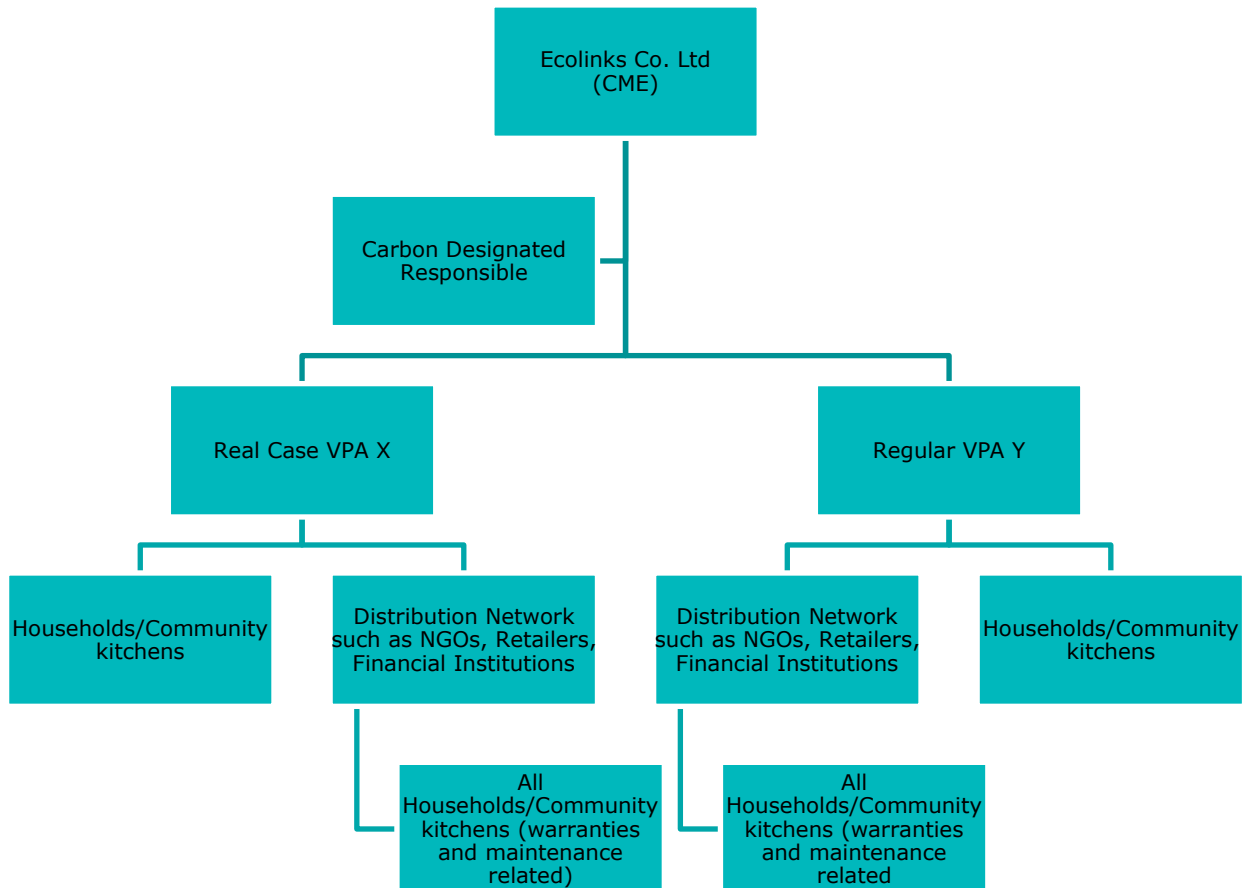 Ecolinks Co. Ltd
(CME)
Carbon Designated
Responsible
Real Case VPA X
Regular VPA Y
Households/Community
kitchens
Distribution Network
such as NGOs, Retailers,
Financial Institutions
Distribution Network
such as NGOs, Retailers,
Financial Institutions
Households/Community
kitchens
All
Households/Community
kitchens (warranties
and maintenance
related)
All
Households/Community
kitchens (warranties
and maintenance
related